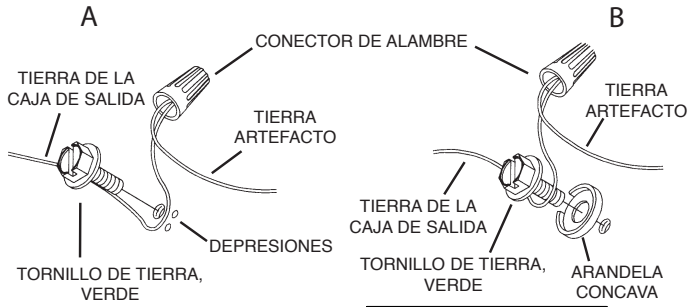 A
B
CONECTOR DE ALAMBRE
TIERRA DE LA
CAJA DE SALIDA
TIERRA
ARTEFACTO
DEPRESIONES
TORNILLO DE TIERRA,
VERDE
TIERRA
ARTEFACTO
TIERRA DE LA
CAJA DE SALIDA
TORNILLO DE TIERRA,
VERDE
ARANDELA
CONCAVA